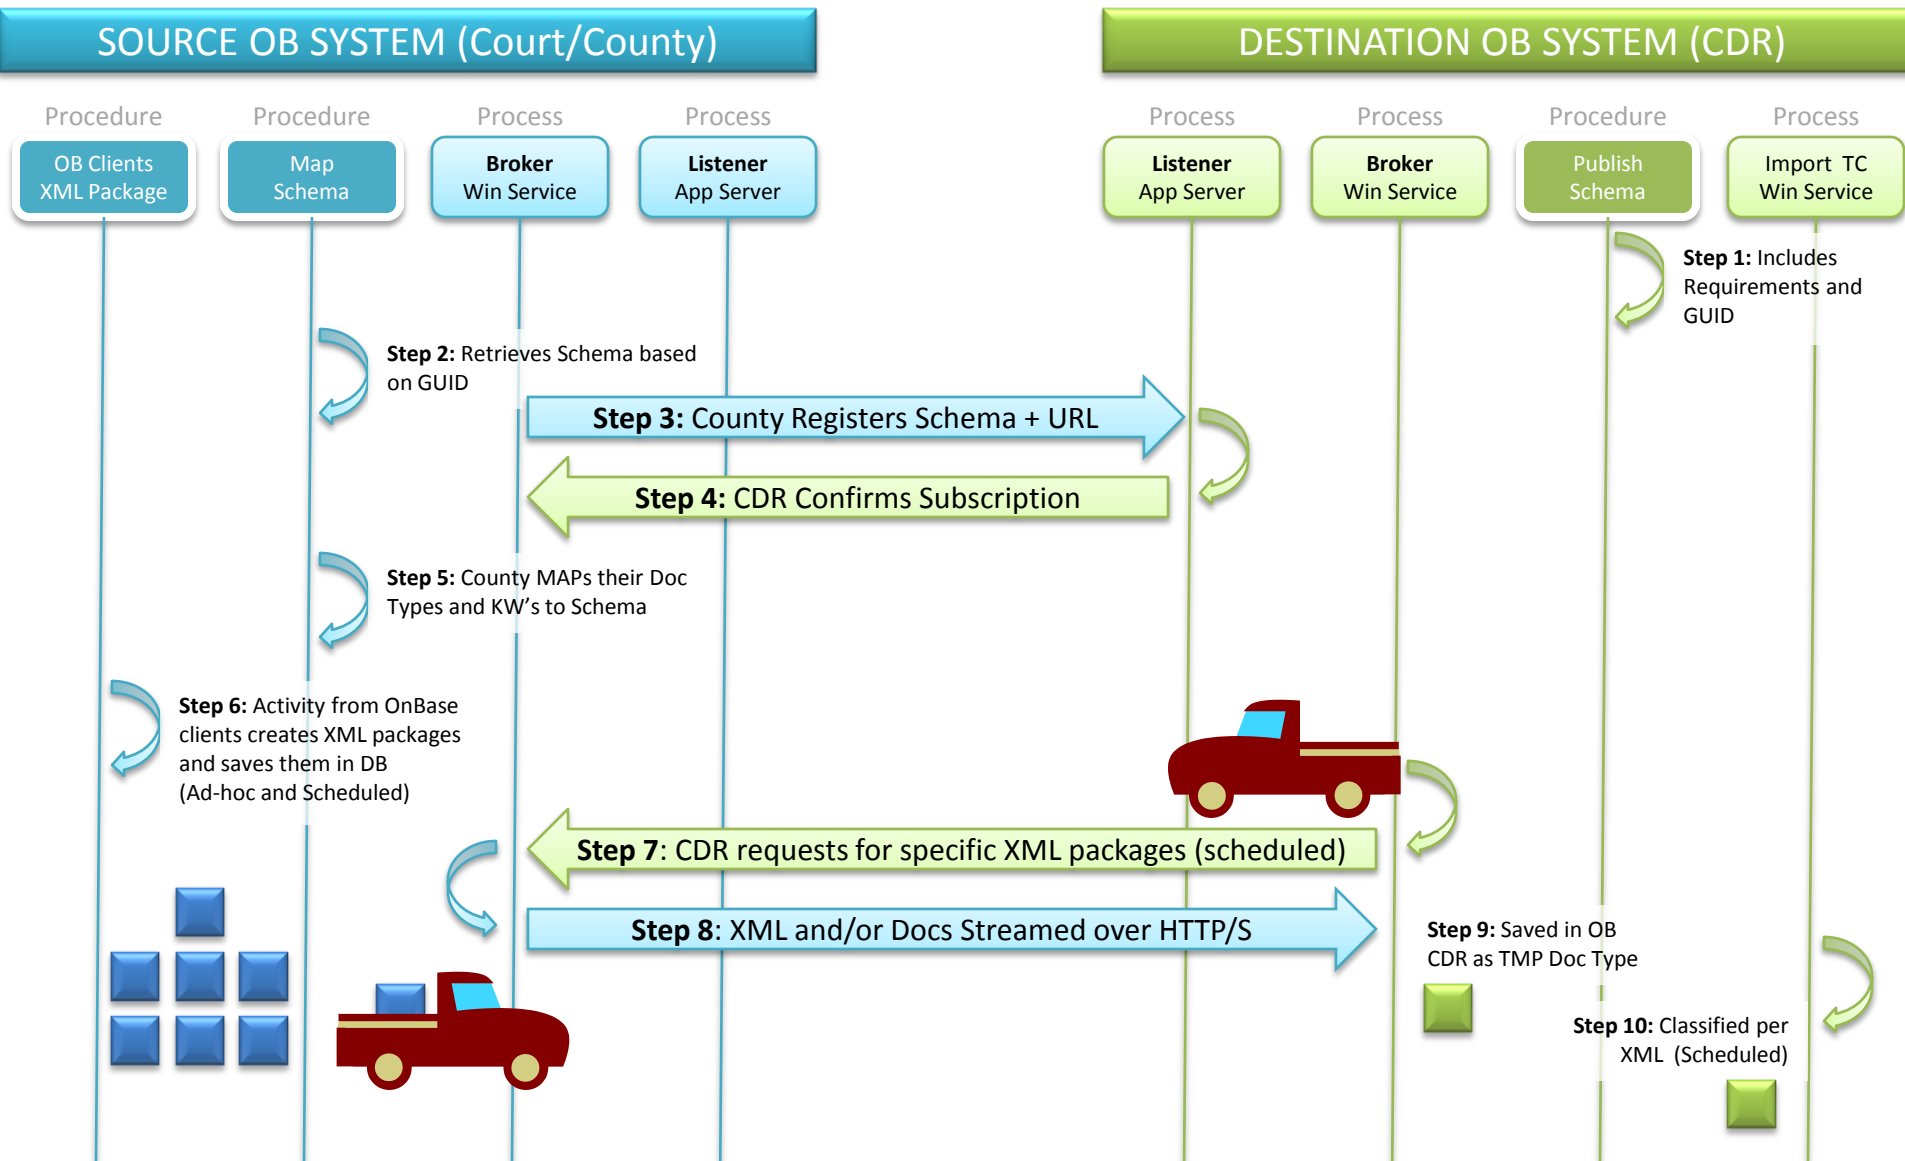 SOURCE OB SYSTEM (Court/County)
DESTINATION OB SYSTEM (CDR)
Procedure
Procedure
Process
Process
Process
Process
Procedure
Process
OB Clients
XML Package
Map
Schema
Broker
Win Service
Listener
App Server
Listener
App Server
Broker
Win Service
Publish
Schema
Import TC
Win Service
Step 1: Includes
Requirements and
GUID
Step 2: Retrieves Schema based
on GUID
Step 3: County Registers Schema + URL
Step 4: CDR Confirms Subscription
Step 5: County MAPs their Doc
Types and KW's to Schema
Step 6: Activity from OnBase
clients creates XML packages
and saves them in DB
(Ad-hoc and Scheduled)
Step 7: CDR requests for specific XML packages (scheduled)
Step 8: XML and/or Docs Streamed over HTTP/S
Step 9: Saved in OB
CDR as TMP Doc Type
Step 10: Classified per
XML (Scheduled)